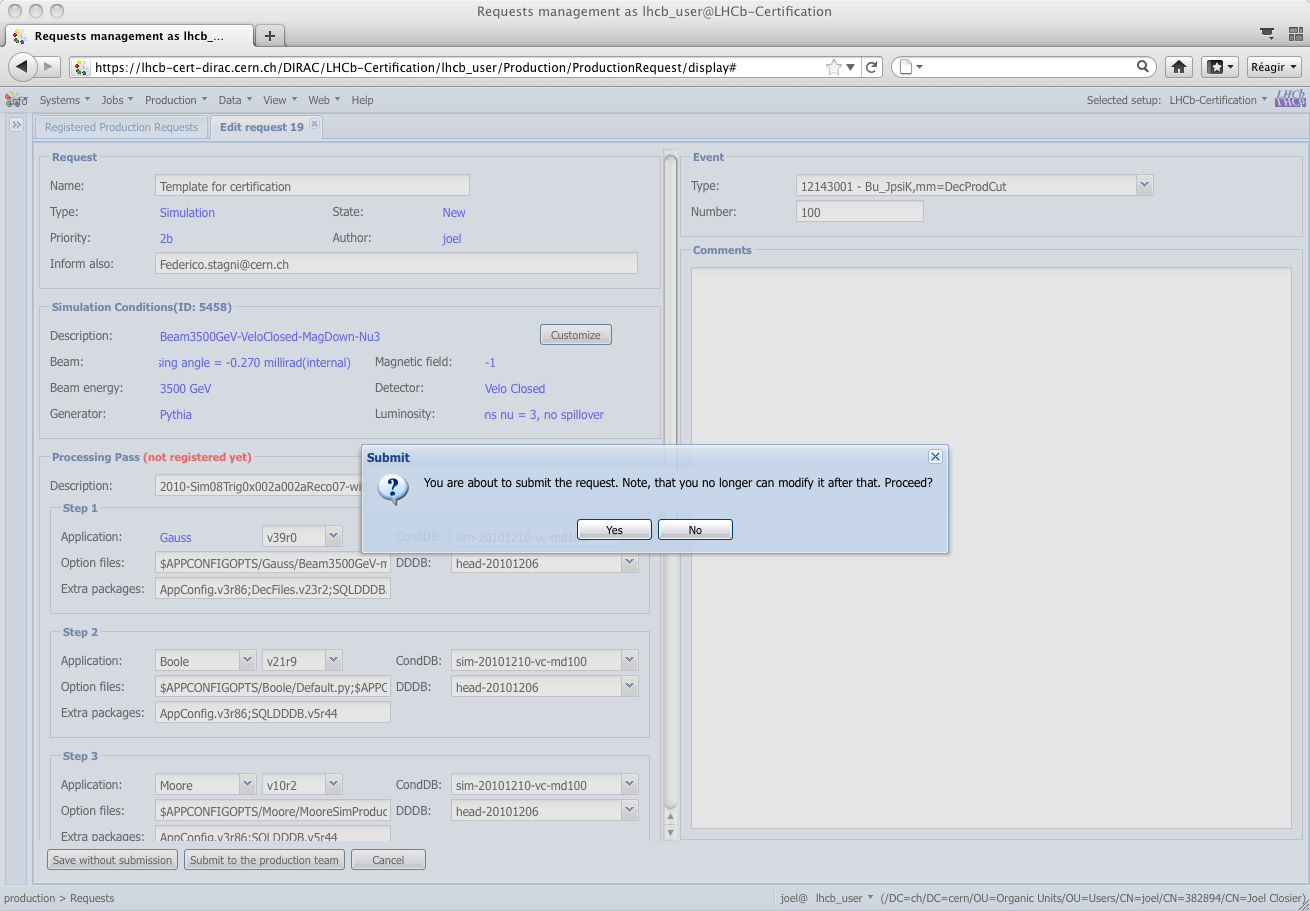 Requests management as lhcb_user@LHCb-Certification
Requests management as lhcb_...
https://lhcb-cert-dirac.cern.ch/DIRAC/LHCb-Certification/lhcb_user/Production/ProductionRequest/display#
Réagir
Systems Jobs Production Data View Web Help Selected setup: LHCb-Certification LHCb
Registered Production Requests Edit request 19
Request
Name: Template for certification
Type: Simulation State: New
Priority: 2b Author: joel
Inform also: Federico.stagni@cern.ch
Event
Type: 12143001 - Bu_JpsiK,mm=DecProdCut
Number: 100
Comments
Simulation Conditions(ID: 5458)
Description: Beam3500GeV-VeloClosed-MagDown-Nu3 Customize
Beam: sing angle = -0.270 millirad(internal) Magnetic field: -1
Beam energy: 3500 GeV Detector: Velo Closed
Generator: Pythia Luminosity: ns nu = 3, no spillover
Processing Pass (not registered yet)
Description: 2010-Sim08Trig0x002a002aReco07-wi
Submit
You are about to submit the request. Note, that you no longer can modify it after that. Proceed?
Yes No
Step 1
Application: Gauss v39r0 CondDB:
Option files: $APPCONFIGOPTS/Gauss/Beam3500GeV-m DDDB: head-20101206
Extra packages: AppConfig.v3r86;DecFiles.v23r2;SQLDDDB.
Step 2
Application: Boole v21r9 CondDB: sim-20101210-vc-md100
Option files: $APPCONFIGOPTS/Boole/Default.py;$APPC DDDB: head-20101206
Extra packages: AppConfig.v3r86;SQLDDDB.v5r44
Step 3
Application: Moore v10r2 CondDB: sim-20101210-vc-md100
Option files: $APPCONFIGOPTS/Moore/MooreSimProduc DDDB: head-20101206
Extra packages: AppConfig.v3r86;SQLDDDB.v5r44
Save without submission Submit to the production team Cancel
production > Requests joel@ lhcb_user (/DC=ch/DC=cern/OU=Organic Units/OU=Users/CN=joel/CN=382894/CN=Joel Closier)